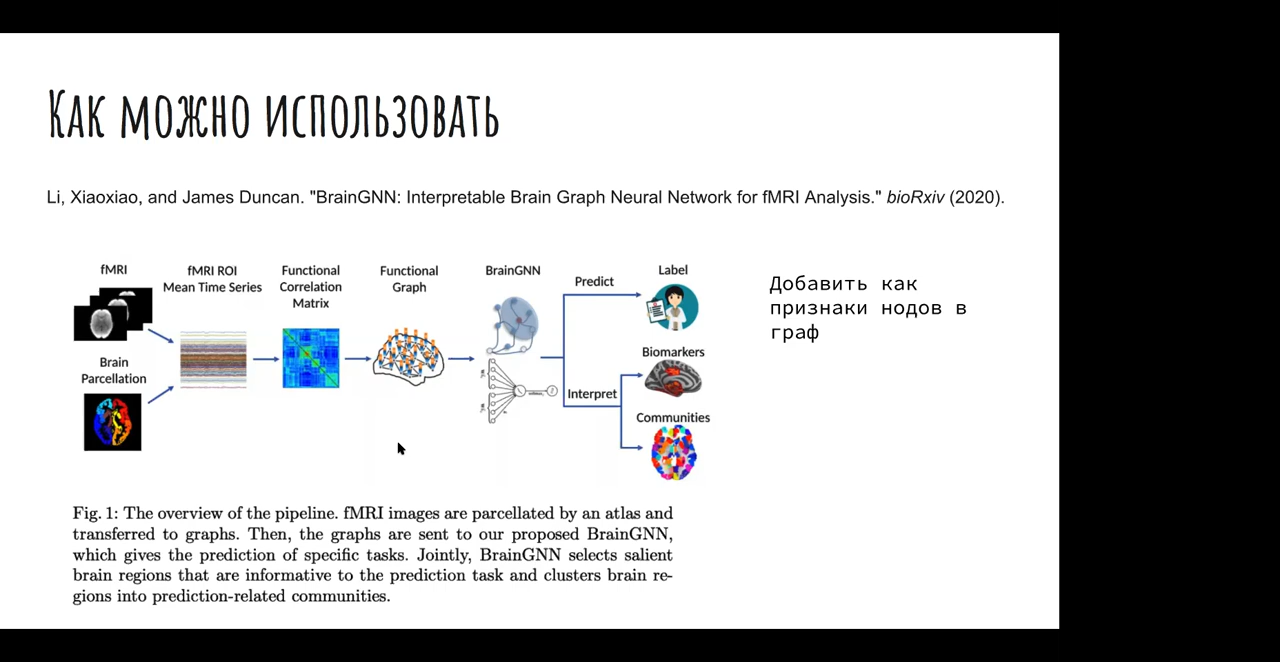 Как можно использовать
Li, Xiaoxiao, and James Duncan. "BrainGNN: Interpretable Brain Graph Neural Network for fMRI Analysis." bioRxiv (2020).
fMRI
fMRI ROI
Mean Time Series
Functional
Correlation
Matrix
Functional
Graph
BrainGNN
Predict
Label
Добавить как
признаки нодов в
граф
Brain
Parcellation
Interpret
Biomarkers
Communities
Fig. 1: The overview of the pipeline. fMRI images are parcellated by an atlas and
transferred to graphs. Then, the graphs are sent to our proposed BrainGNN,
which gives the prediction of specific tasks. Jointly, BrainGNN selects salient
brain regions that are informative to the prediction task and clusters brain re-
gions into prediction-related communities.